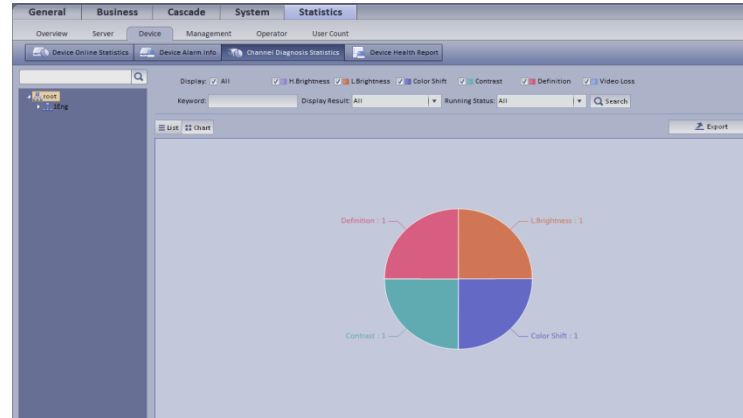 General Business Cascade System Statistics
Overview Server Device Management Operator User Count
Device Online Statistics Device Alarm Info Channel Diagnosis Statistics Device Health Report
Display: All H.Brightness L.Brightness Color Shift Contrast Definition Video Loss
root
Keyword: Display Result: All Running Status: All Search
1Eng
List Chart Export
Definition : 1 L.Brightness : 1
Contrast : 1 Color Shift : 1